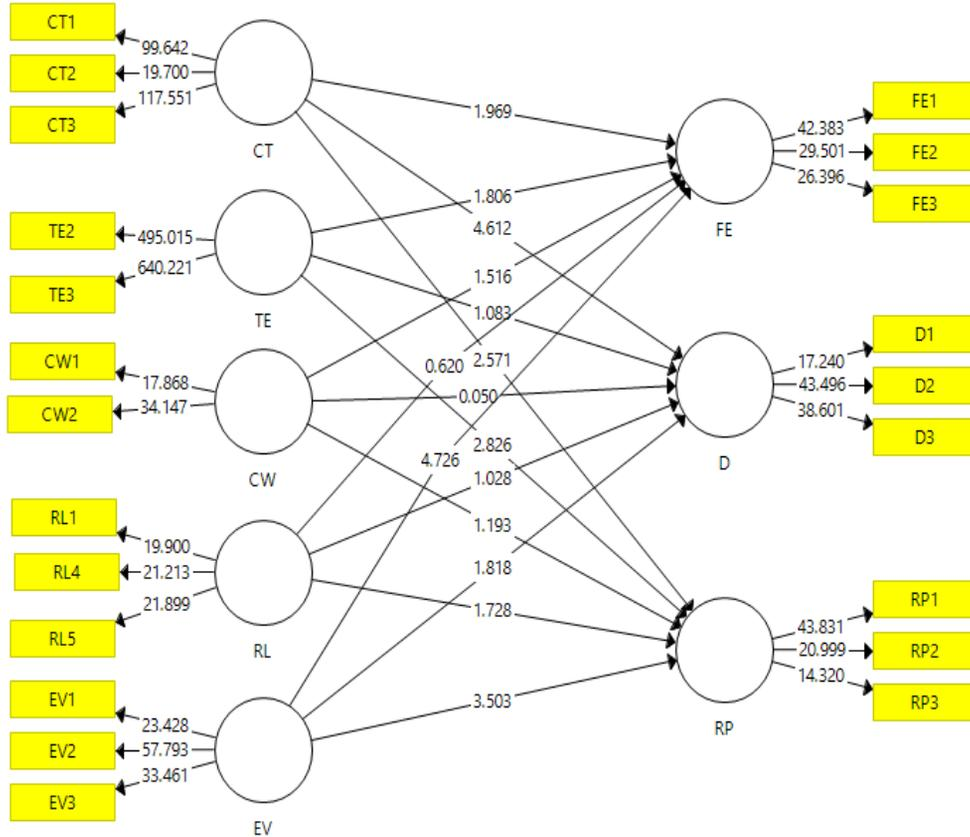 CT1
CT2
CT3
99.642
19.700
117.551
CT
TE2
TE3
495.015
640.221
TE
CW1
CW2
17.868
34.147
CW
RL1
RL4
RL5
19.900
21.213
21.899
RL
EV1
EV2
EV3
23.428
57.793
33.461
EV
1.969
1.806
4.612
1.516
1.083
0.620
2.571
0.050
2.826
4.726
1.028
1.193
1.818
1.728
3.503
FE
42.383
29.501
26.396
FE1
FE2
FE3
D
17.240
43.496
38.601
D1
D2
D3
RP
43.831
20.999
14.320
RP1
RP2
RP3